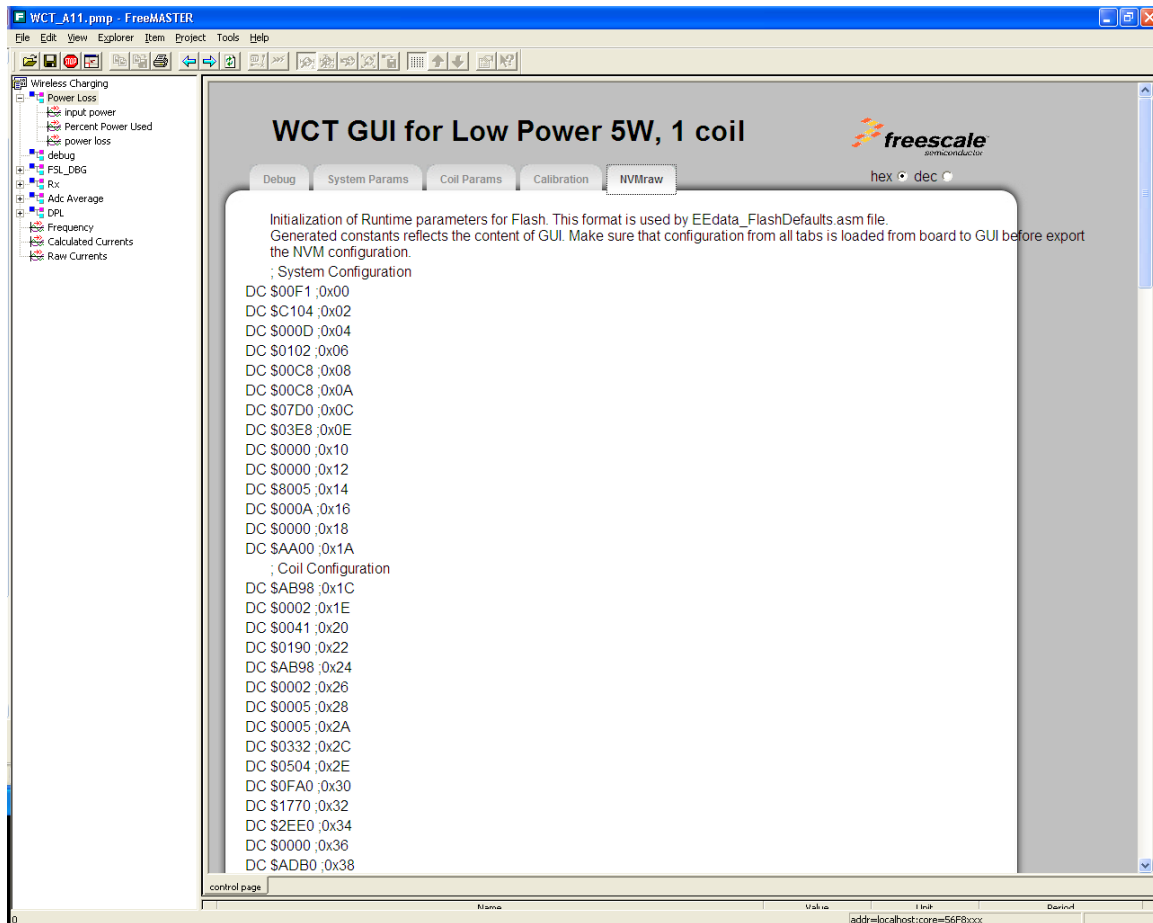 WCT_A11.pmp - FreeMASTER
File Edit View Explorer Item Project Tools Help
Wireless Charging
Power Loss
input power
Percent Power Used
power loss
debug
FSL_DBG
Rx
Adc Average
DPL
Frequency
Calculated Currents
Raw Currents
WCT GUI for Low Power 5W, 1 coil
freescale
semiconductor
Debug System Params Coil Params Calibration NVMraw
hex dec
Initialization of Runtime parameters for Flash. This format is used by EEdata_FlashDefaults.asm file.
Generated constants reflects the content of GUI. Make sure that configuration from all tabs is loaded from board to GUI before export
the NVM configuration.
; System Configuration
DC $00F1 ;0x00
DC $C104 ;0x02
DC $000D ;0x04
DC $0102 ;0x06
DC $00C8 ;0x08
DC $00C8 ;0x0A
DC $07D0 ;0x0C
DC $03E8 ;0x0E
DC $0000 ;0x10
DC $0000 ;0x12
DC $8005 ;0x14
DC $000A ;0x16
DC $0000 ;0x18
DC $AA00 ;0x1A
; Coil Configuration
DC $AB98 ;0x1C
DC $0002 ;0x1E
DC $0041 ;0x20
DC $0190 ;0x22
DC $AB98 ;0x24
DC $0002 ;0x26
DC $0005 ;0x28
DC $0005 ;0x2A
DC $0332 ;0x2C
DC $0504 ;0x2E
DC $0FA0 ;0x30
DC $1770 ;0x32
DC $2EE0 ;0x34
DC $0000 ;0x36
DC $ADB0 ;0x38
control page
Name Value Unit Period
0 addr=localhost:core=56F8xxx